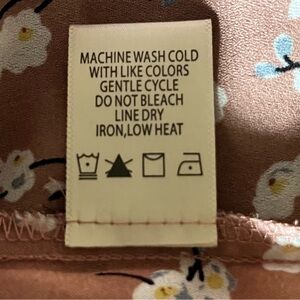 MACHINE WASH COLD
WITH LIKE COLORS
GENTLE CYCLE
DO NOT BLEACH
LINE DRY
IRON,LOW HEAT